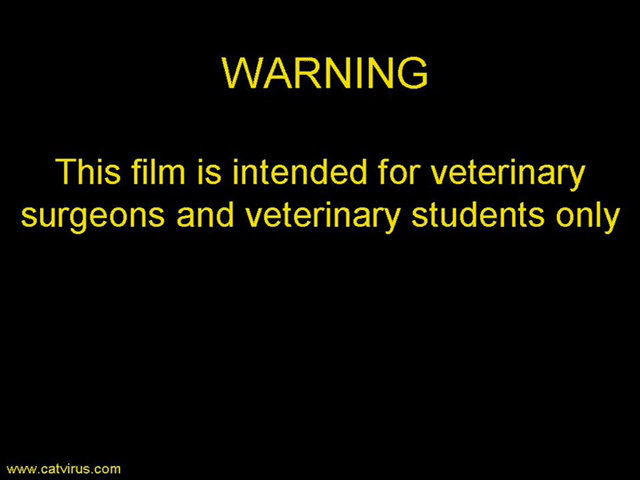 WARNING
This film is intended for veterinary
surgeons and veterinary students only
www.catvirus.com